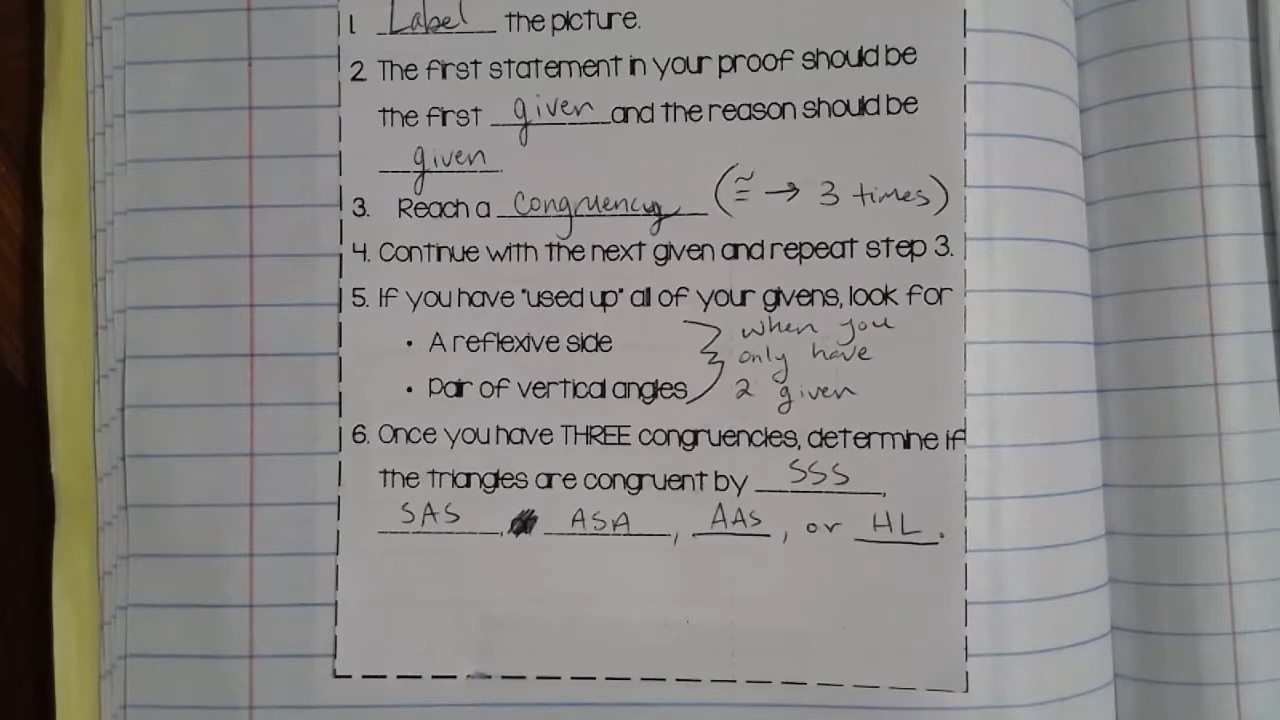 1 Label the picture.
2 The first statement in your proof should be
the first given and the reason should be
given
3. Reach a congruency (≅ → 3 times)
4. Continue with the next given and repeat step 3.
5. If you have "used up" all of your givens, look for
• A reflexive side
• Pair of vertical angles
when you
only have
2 given
6. Once you have THREE congruencies, determine if
the triangles are congruent by SSS,
SAS, ASA, AAS, or HL.